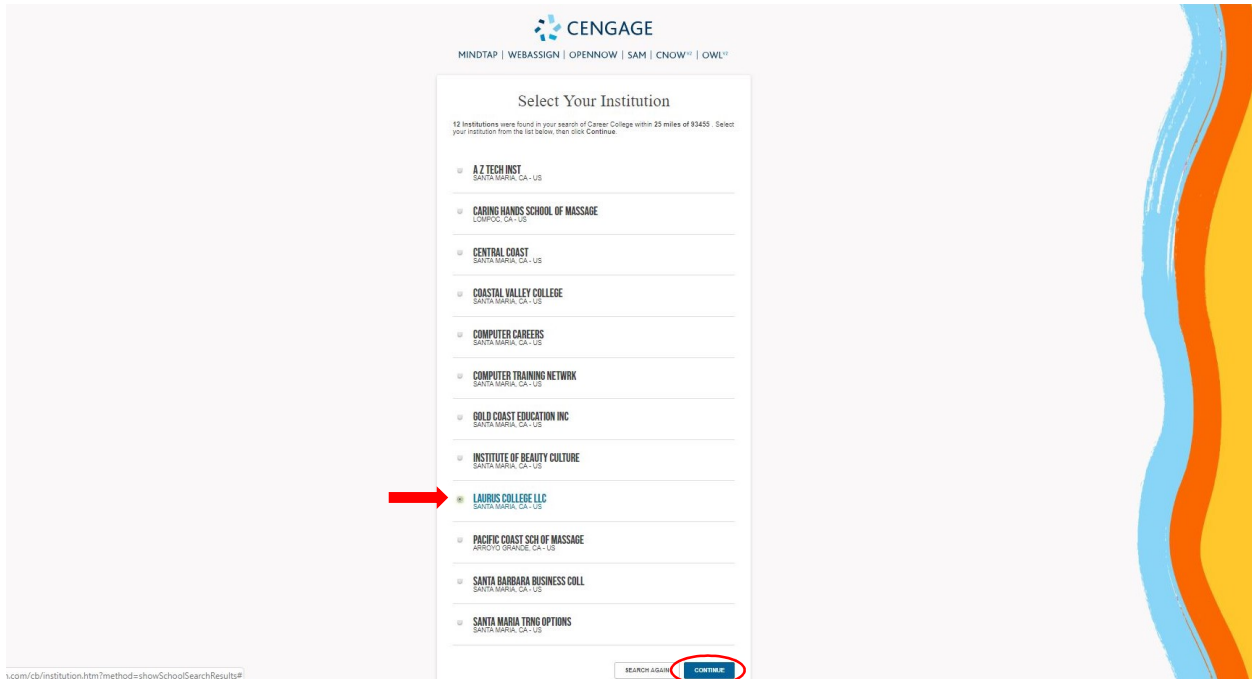 CENGAGE
MINDTAP | WEBASSIGN | OPENNOW | SAM | CNOWv2 | OWLv2
Select Your Institution
12 Institutions were found in your search of Career College within 25 miles of 93455 . Select
your institution from the list below, then click Continue.
A Z TECH INST
SANTA MARIA, CA - US
CARING HANDS SCHOOL OF MASSAGE
LOMPOC, CA - US
CENTRAL COAST
SANTA MARIA, CA - US
COASTAL VALLEY COLLEGE
SANTA MARIA, CA - US
COMPUTER CAREERS
SANTA MARIA, CA - US
COMPUTER TRAINING NETWRK
SANTA MARIA, CA - US
GOLD COAST EDUCATION INC
SANTA MARIA, CA - US
INSTITUTE OF BEAUTY CULTURE
SANTA MARIA, CA - US
LAURUS COLLEGE LLC
SANTA MARIA, CA - US
PACIFIC COAST SCH OF MASSAGE
ARROYO GRANDE, CA - US
SANTA BARBARA BUSINESS COLL
SANTA MARIA, CA - US
SANTA MARIA TRNG OPTIONS
SANTA MARIA, CA - US
SEARCH AGAIN CONTINUE
n.com/cb/institution.htm?method=showSchoolSearchResults#